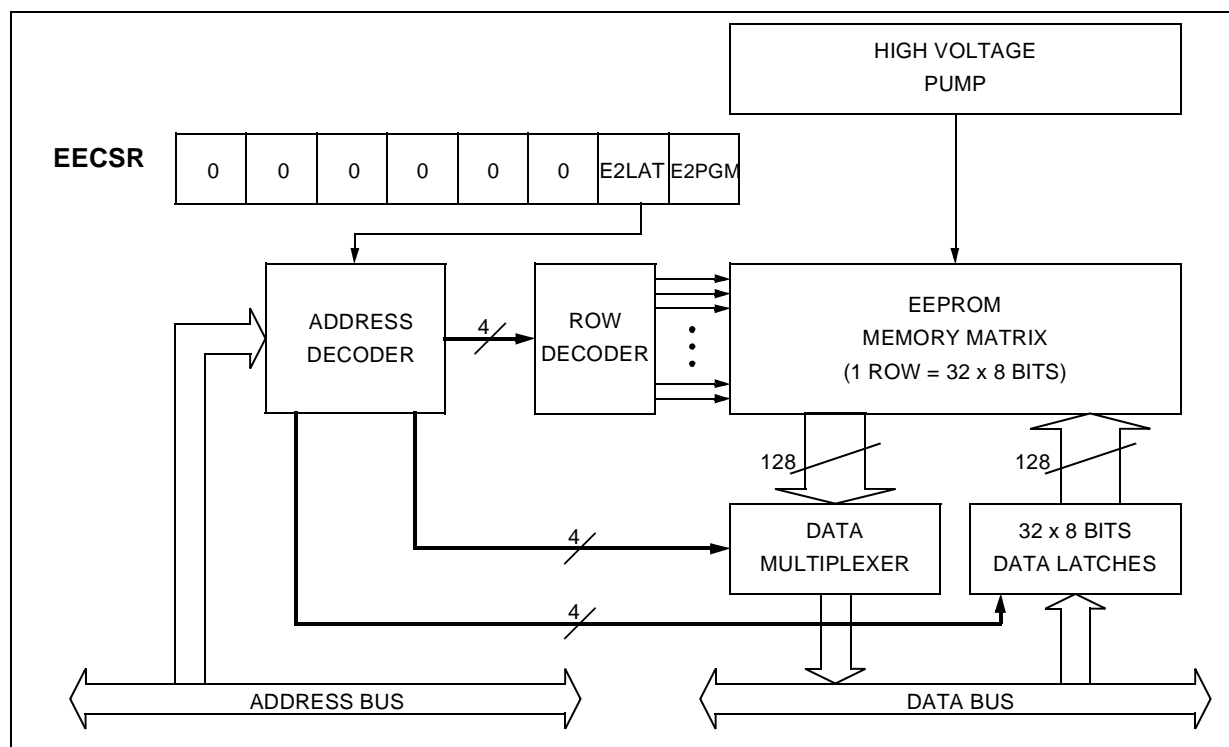 HIGH VOLTAGE
PUMP
EECSR
0 0 0 0 0 0 E2LAT E2PGM
ADDRESS
DECODER
4
ROW
DECODER
EEPROM
MEMORY MATRIX
(1 ROW = 32 x 8 BITS)
128
128
4
DATA
MULTIPLEXER
32 x 8 BITS
DATA LATCHES
4
ADDRESS BUS
DATA BUS